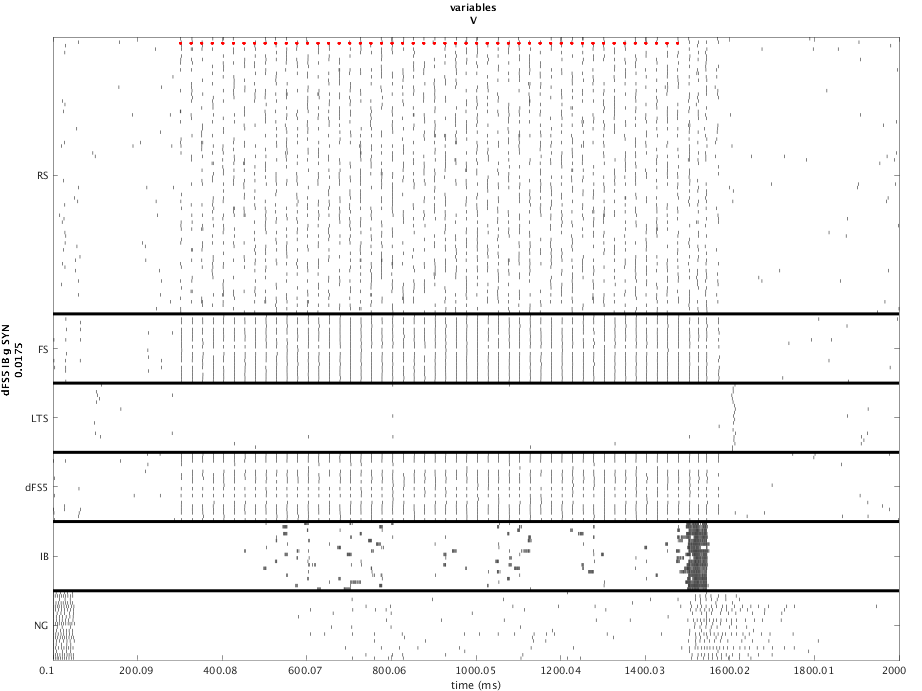 variables
V
RS
FS
LTS
dFS5
IB
NG
dFS5 IB g SYN
0.0175
0.1 200.09 400.08 600.07 800.06 1000.05 1200.04 1400.03 1600.02 1800.01 2000
time (ms)